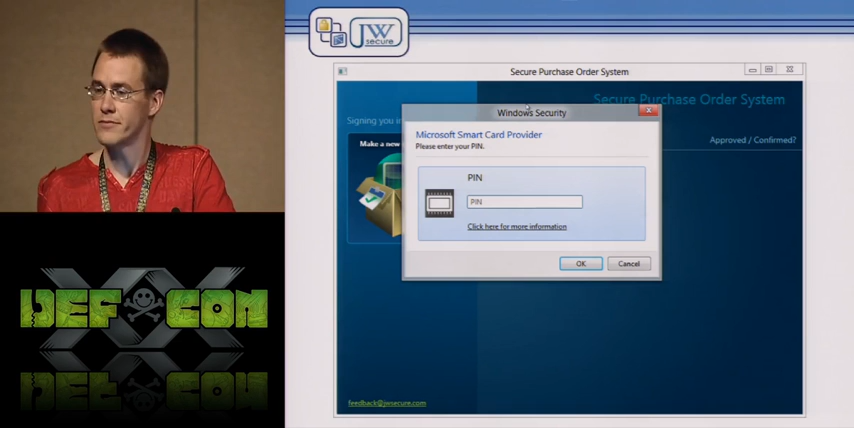 JW
secure
Secure Purchase Order System
Secure Purchase Order System
Signing you in
Approved / Confirmed?
Make a new
Windows Security
Microsoft Smart Card Provider
Please enter your PIN.
PIN
PIN
Click here for more information
OK
Cancel
feedback@jwsecure.com
XX
DEFCON